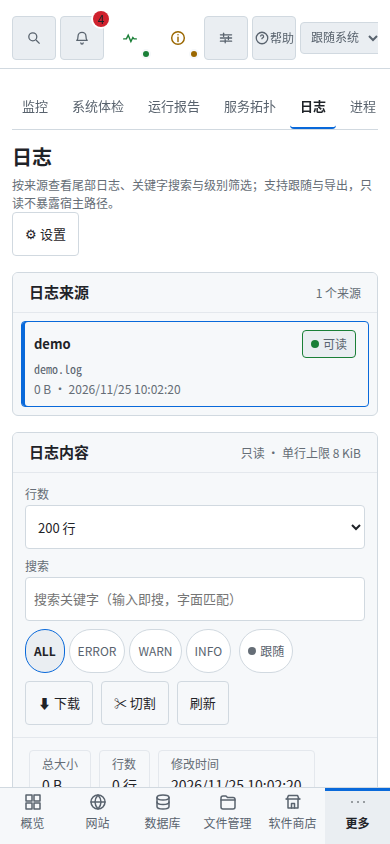 4
帮助
跟随系统
监控 系统体检 运行报告 服务拓扑 日志 进程
日志
按来源查看尾部日志、关键字搜索与级别筛选；支持跟随与导出，只
读不暴露宿主路径。
⚙ 设置
日志来源 1 个来源
demo 可读
demo.log
0 B · 2026/11/25 10:02:20
日志内容 只读 · 单行上限 8 KiB
行数
200 行
搜索
搜索关键字（输入即搜，字面匹配）
ALL ERROR WARN INFO 跟随
⬇ 下载 ✂ 切割 刷新
总大小 行数 修改时间
0 B 0 行 2026/11/25 10:02:20
概览 网站 数据库 文件管理 软件商店 更多